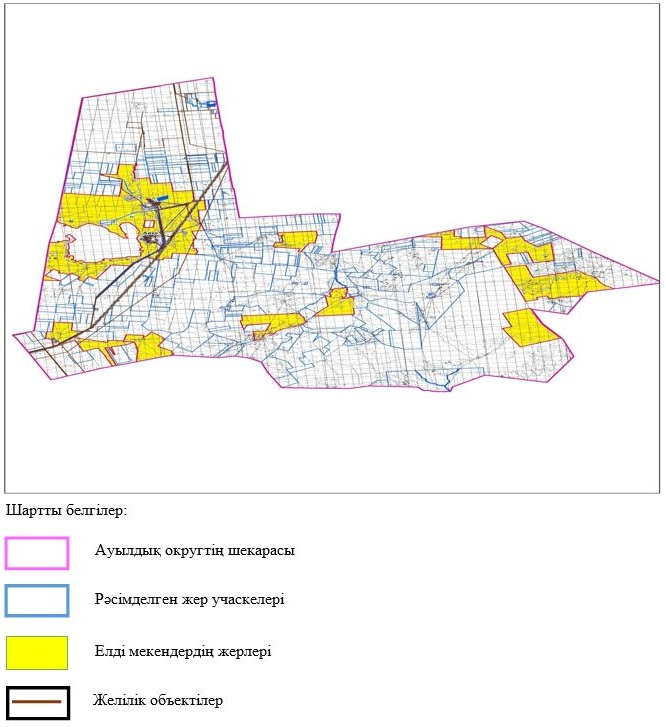 Шартты белгілер:
Ауылдық округтің шекарасы
Рәсімделген жер учаскелері
Елді мекендердің жерлері
Желілік объектілер